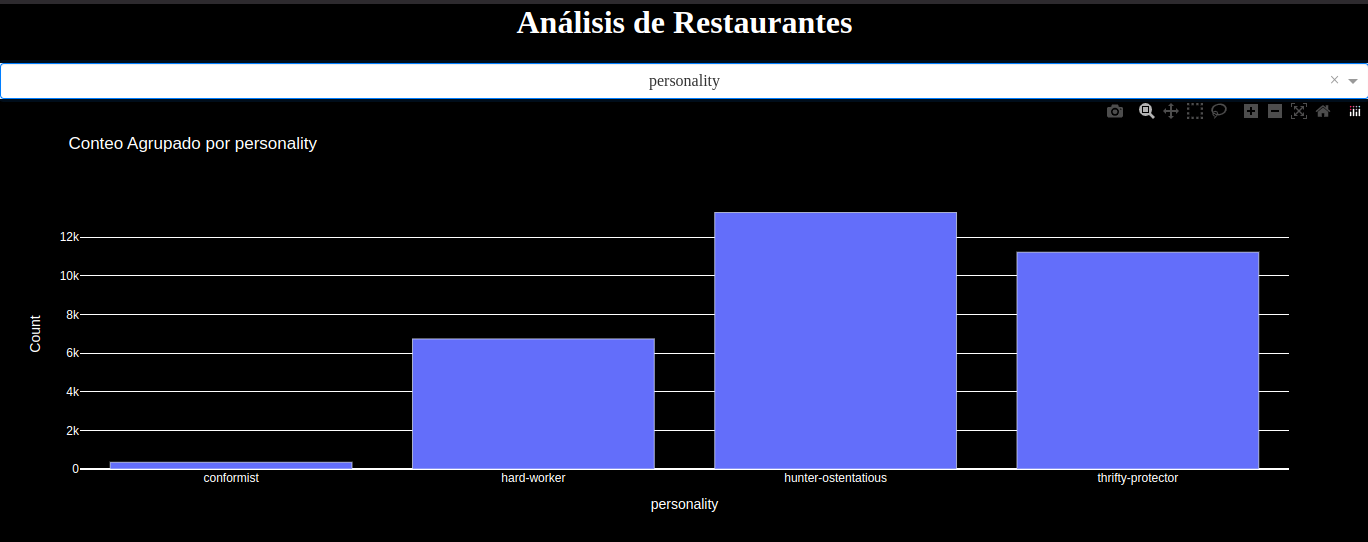 Análisis de Restaurantes
personality
Conteo Agrupado por personality
12k
10k
8k
6k
4k
2k
0
Count
conformist hard-worker hunter-ostentatious thrifty-protector
personality